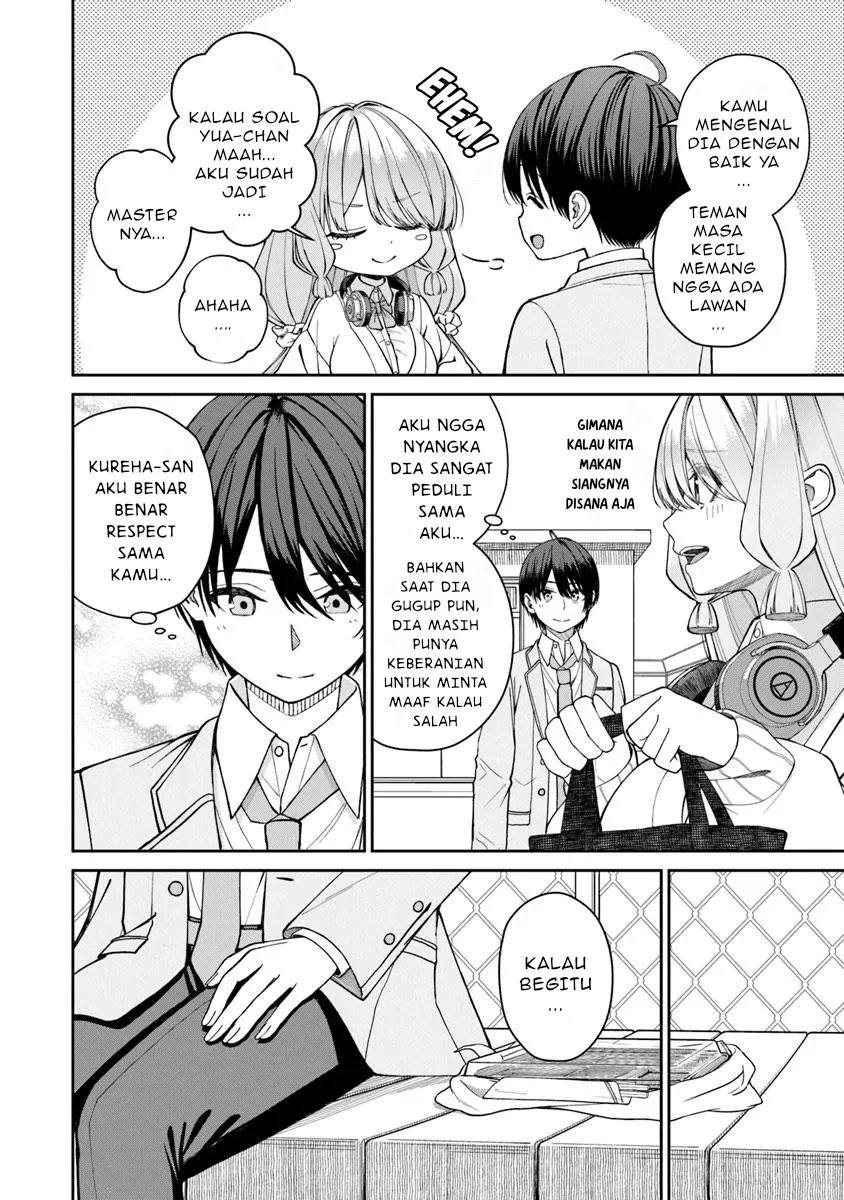 KAMU
MENGENAL
DIA DENGAN
BAIK YA
...
TEMAN
MASA
KECIL
MEMANG
NGGA ADA
LAWAN
...
EHEM!
KALAU SOAL
YUA-CHAN
MAAH...
AKU SUDAH
JADI
...
MASTER
NYA...
AHAHA
....
GIMANA
KALAU KITA
MAKAN
SIANGNYA
DISANA AJA
AKU NGGA
NYANGKA
DIA SANGAT
PEDULI
SAMA
AKU...
BAHKAN
SAAT DIA
GUGUP PUN,
DIA MASIH
PUNYA
KEBERANIAN
UNTUK MINTA
MAAF KALAU
SALAH
KUREHA-SAN
AKU BENAR
BENAR
RESPECT
SAMA
KAMU...
KALAU
BEGITU
...